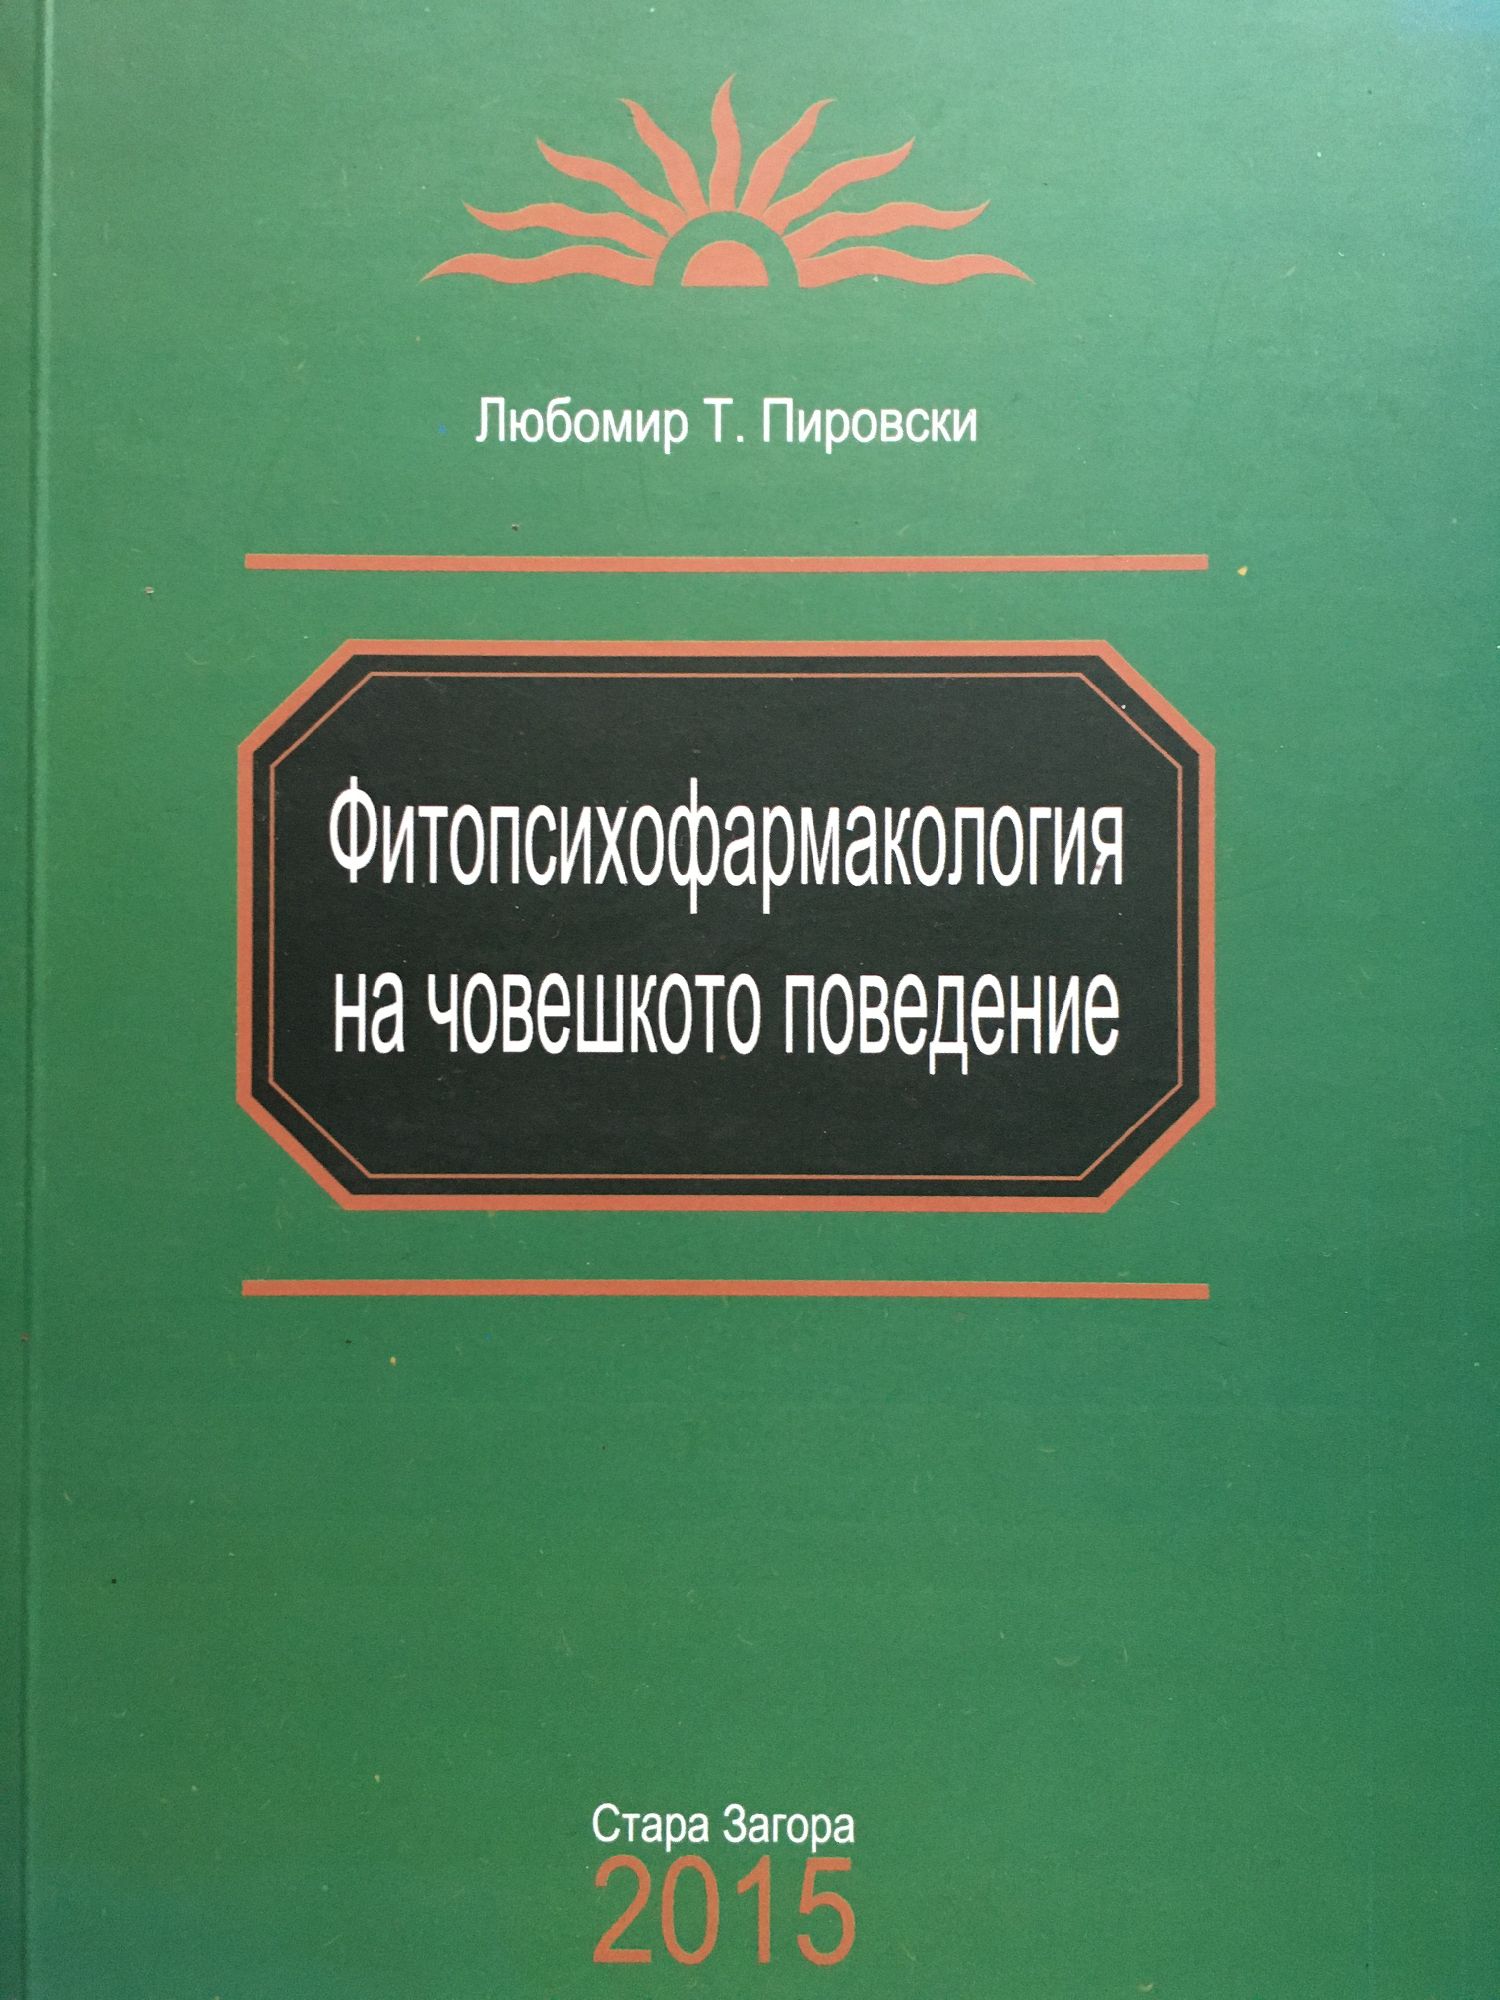 Любомир Т. Пировски
Фитопсихофармакология
на човешкото поведение
Стара Загора
2015